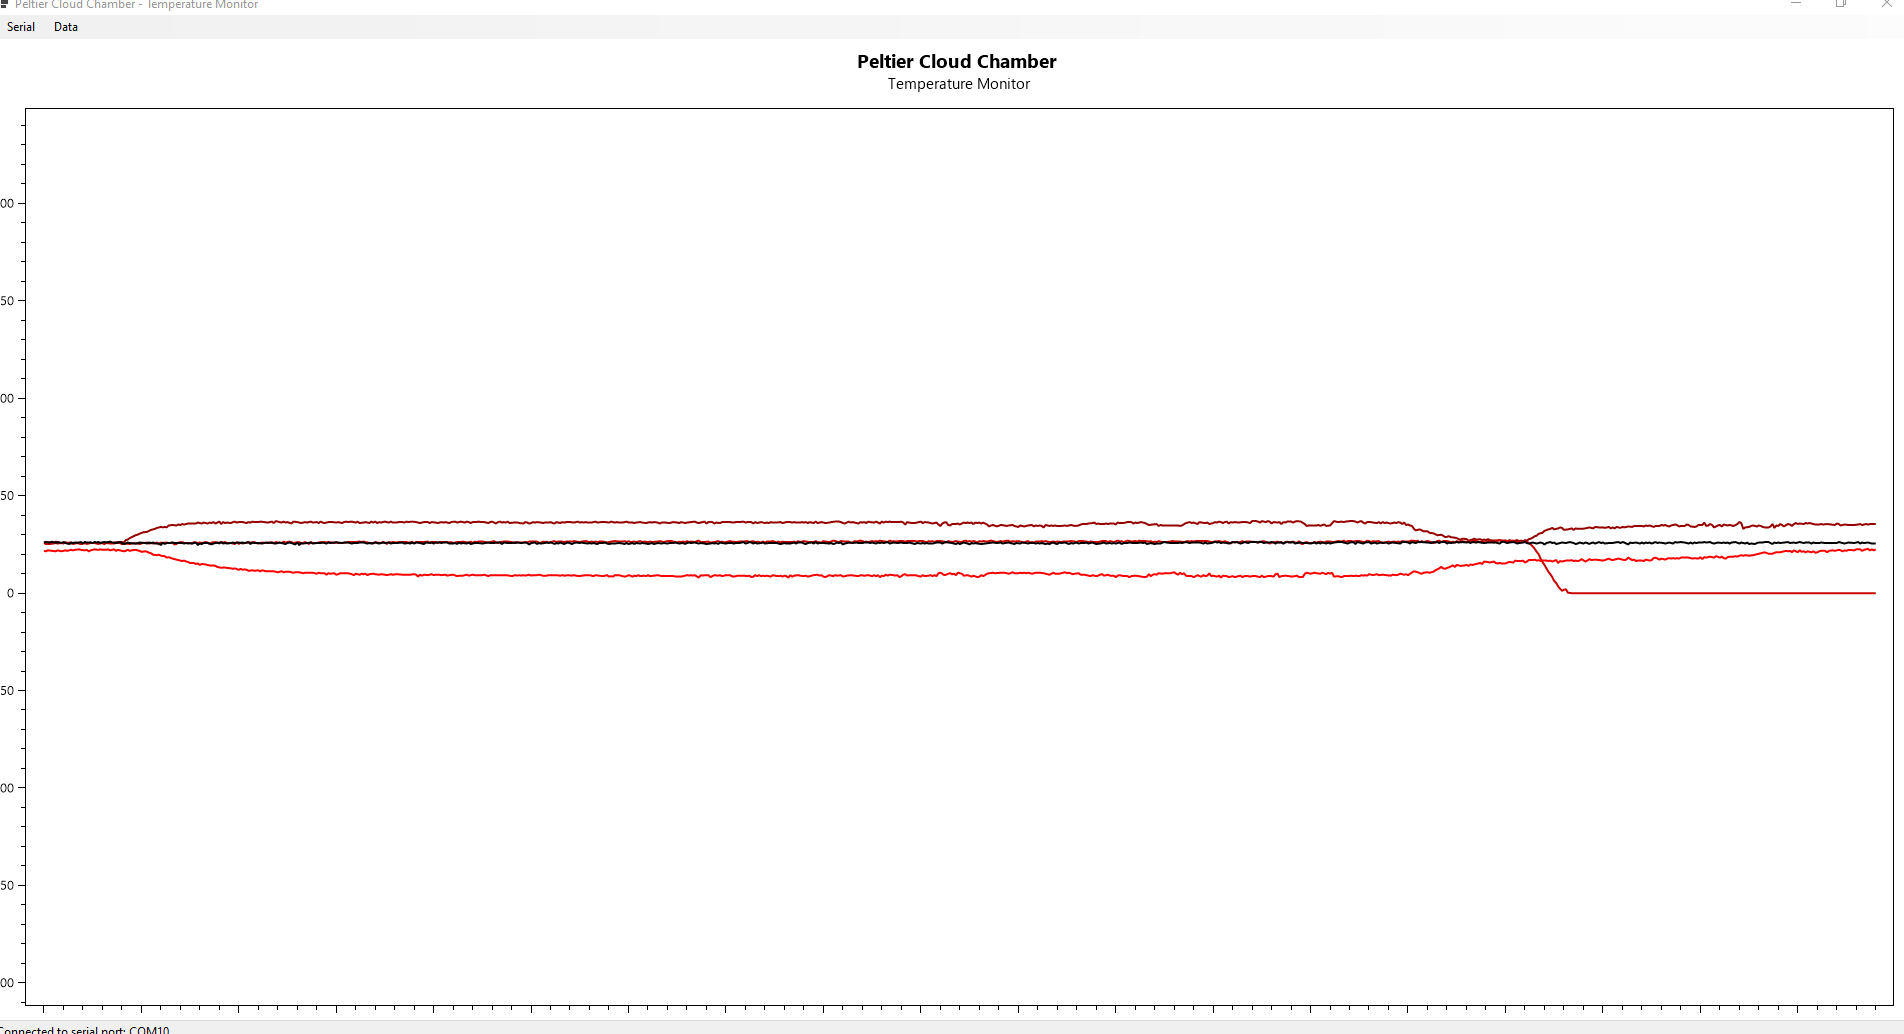 Peltier Cloud Chamber - Temperature Monitor
Serial Data
Peltier Cloud Chamber
Temperature Monitor
00
50
00
50
0
50
00
50
00
Connected to serial port: COM10